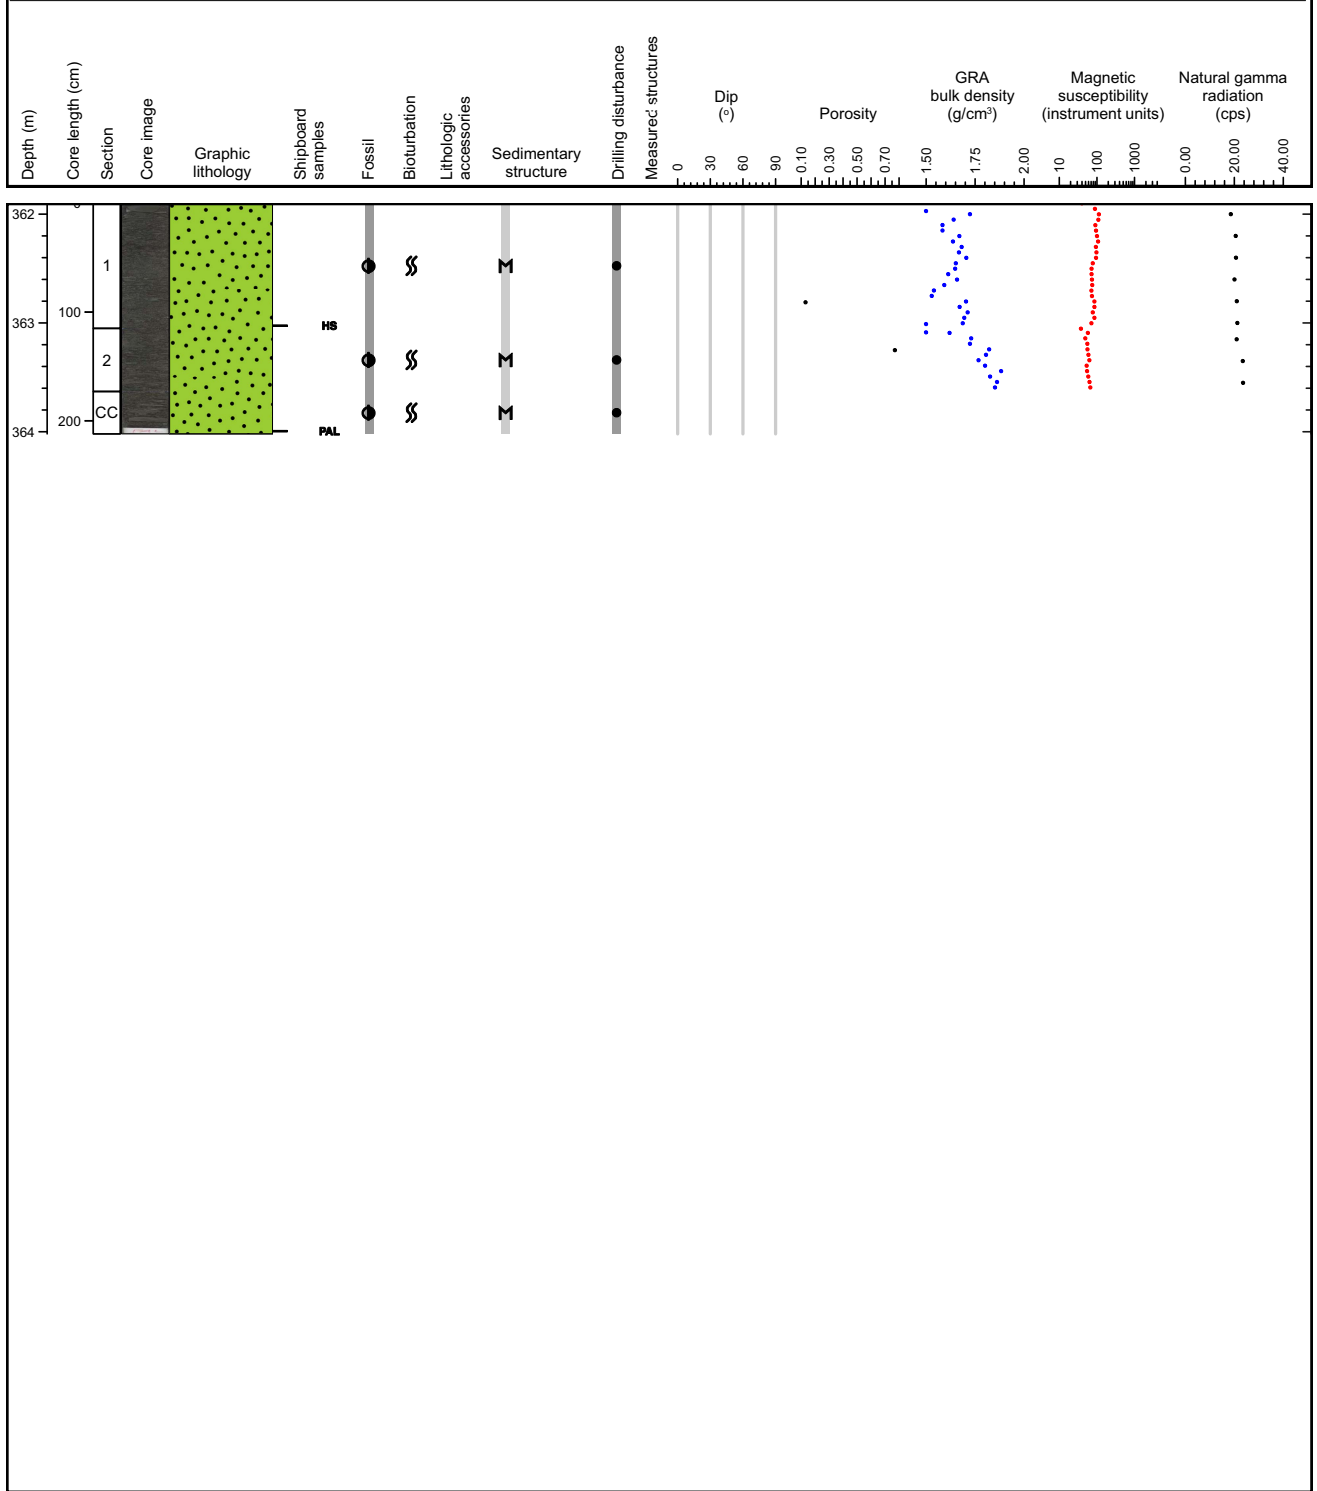 Depth (m)
Core length (cm)
Section
Core image
Graphic
lithology
Shipboard
samples
Fossil
Bioturbation
Lithologic
accessories
Sedimentary
structure
Drilling disturbance
Measured structures
Dip
(o)
0
30
60
90
Porosity
0.10
0.30
0.50
0.70
GRA
bulk density
(g/cm³)
1.50
1.75
2.00
Magnetic
susceptibility
(instrument units)
10
100
1000
Natural gamma
radiation
(cps)
0.00
20.00
40.00
362
1
100
HS
363
2
CC
200
PAL
364